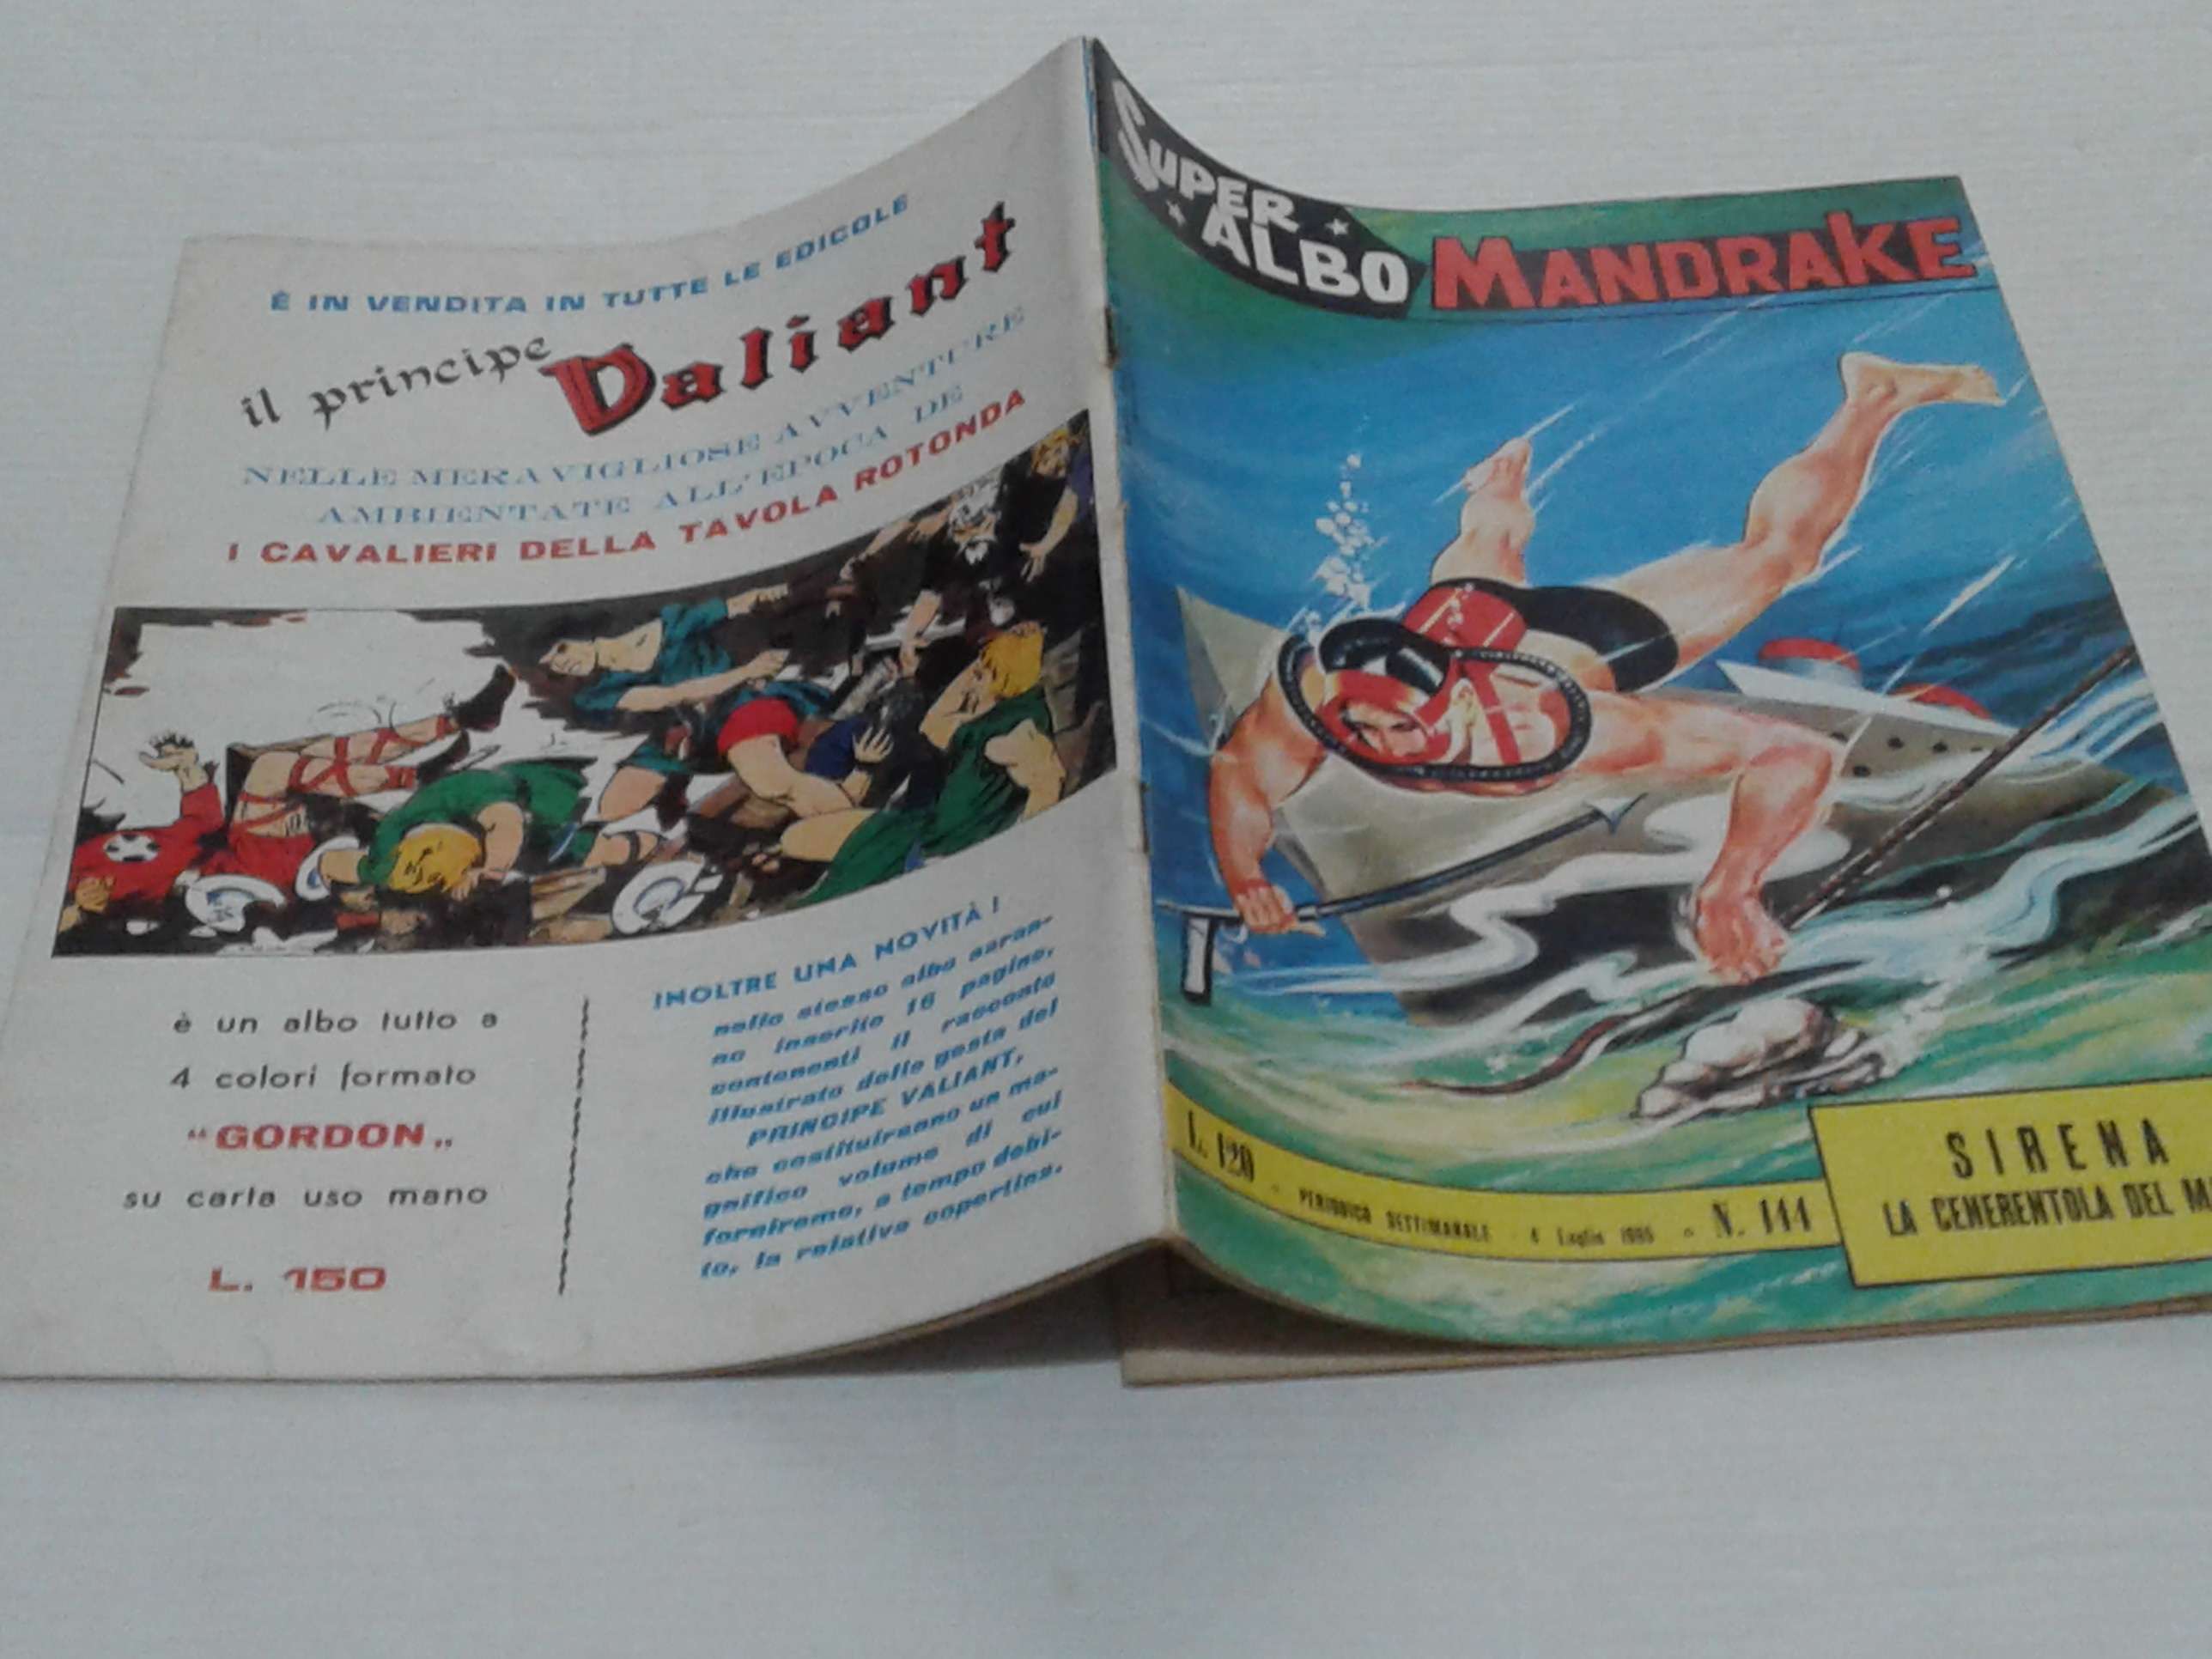 È IN VENDITA IN TUTTE LE EDICOLE
il principe Valiant
NELLE MERAVIGLIOSE AVVENTURE
AMBIENTATE ALL'EPOCA DE
I CAVALIERI DELLA TAVOLA ROTONDA
è un albo tutto a
4 colori formato
"GORDON„
su carta uso mano
L. 150
INOLTRE UNA NOVITÀ !
nello stesso albo saran-
no inserite 16 pagine,
contenenti il racconto
illustrato delle gesta del
PRINCIPE VALIANT,
che costituiranno un ma-
gnifico volume di cui
forniremo, a tempo debi-
to, la relativa copertina.
SUPER
ALBO
MANDRAKE
L. 120 - PERIODICO SETTIMANALE - 4 Luglio 1965 - N. 144
SIRENA
LA CENERENTOLA DEL M